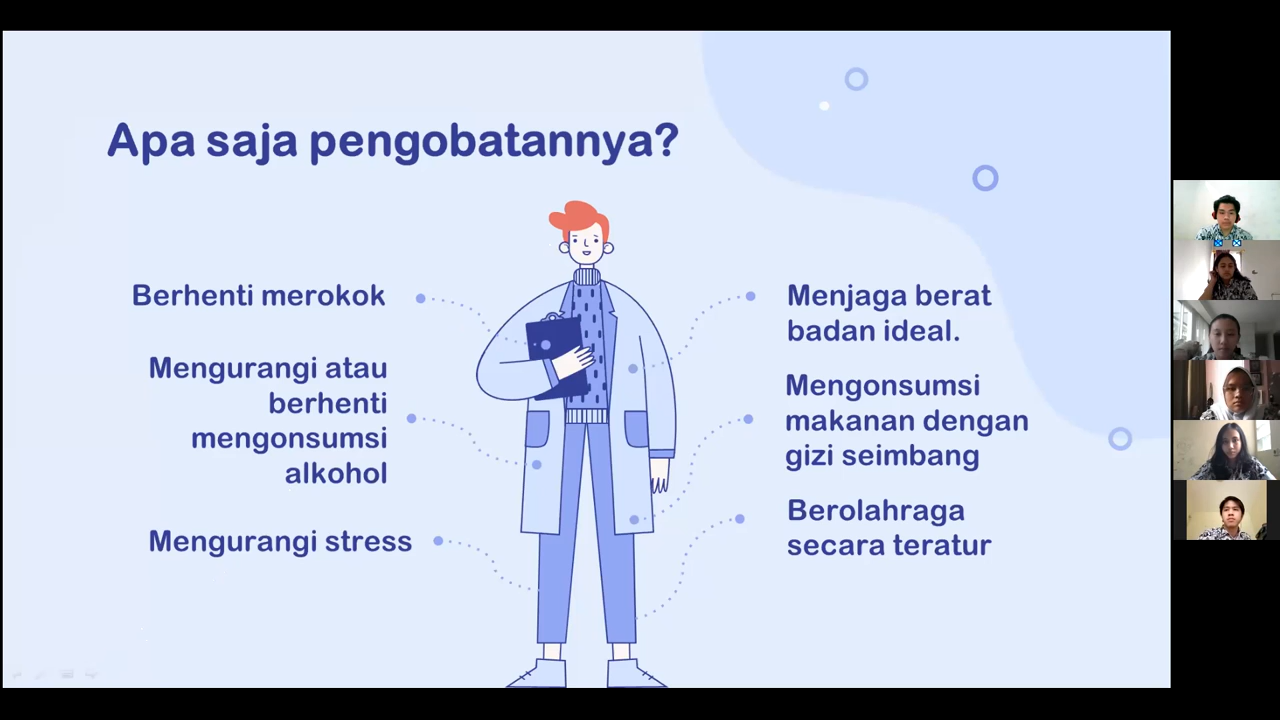 Apa saja pengobatannya?
Berhenti merokok
Mengurangi atau
berhenti
mengonsumsi
alkohol
Mengurangi stress
Menjaga berat
badan ideal.
Mengonsumsi
makanan dengan
gizi seimbang
Berolahraga
secara teratur